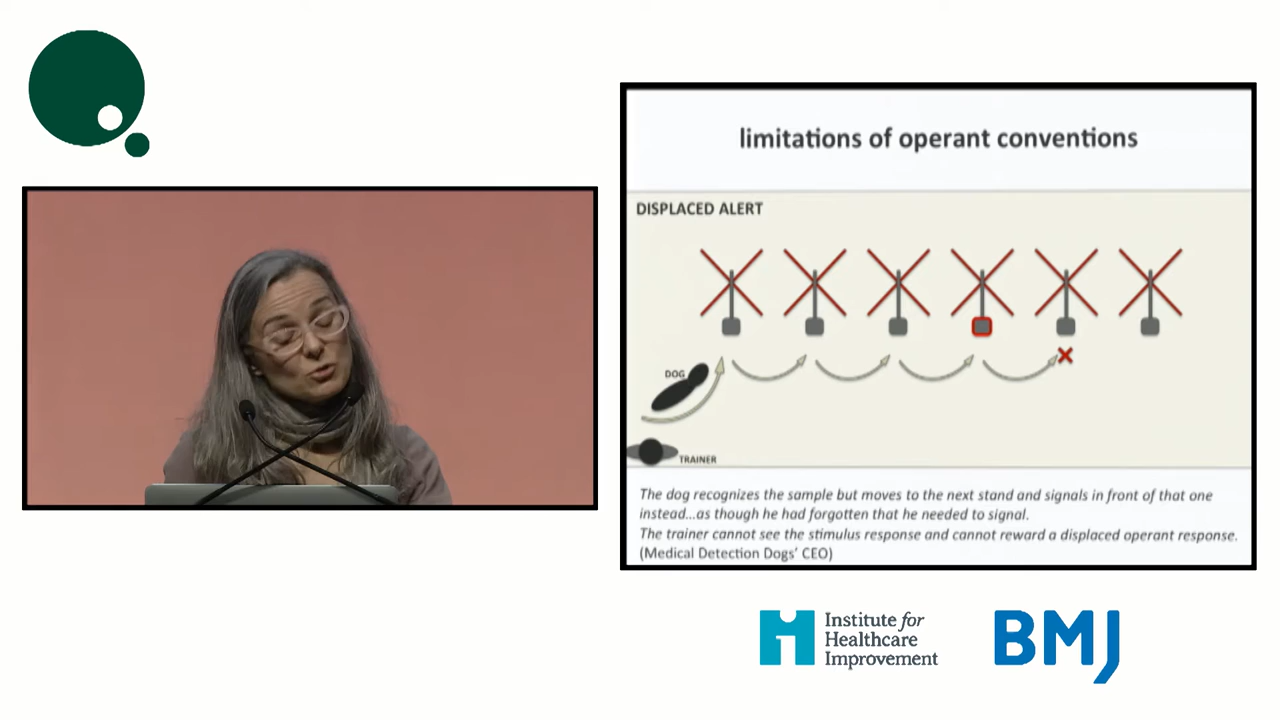 limitations of operant conventions
DISPLACED ALERT
DOG
TRAINER
The dog recognizes the sample but moves to the next stand and signals in front of that one
instead...as though he had forgotten that he needed to signal.
The trainer cannot see the stimulus response and cannot reward a displaced operant response.
(Medical Detection Dogs' CEO)
Institute for
Healthcare
Improvement
BMJ